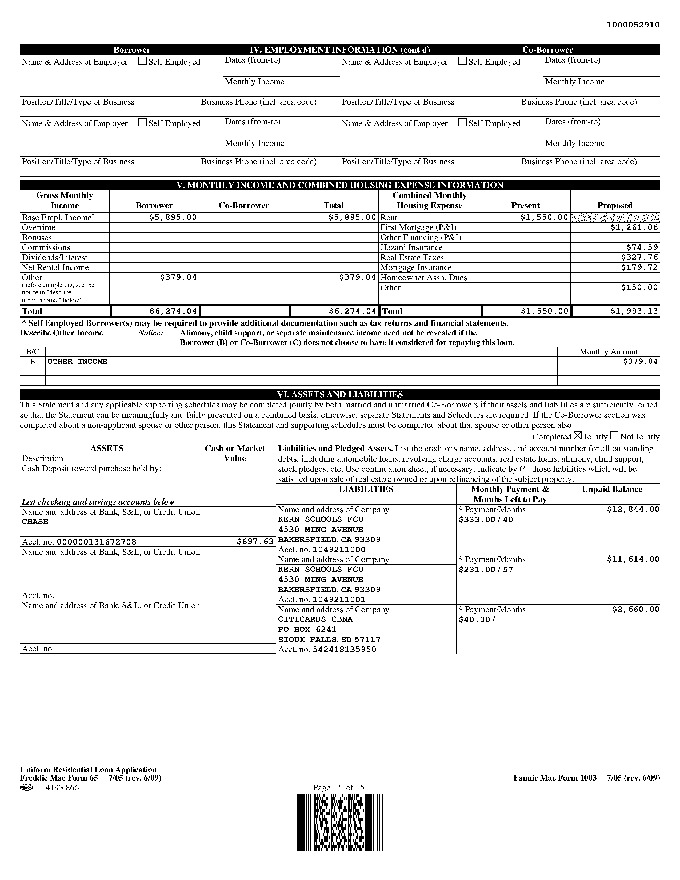 1000052910
Borrower IV. EMPLOYMENT INFORMATION (cont'd) Co-Borrower
Name & Address of Employer Self Employed Dates (from-to) Name & Address of Employer Self Employed Dates (from-to)
Monthly Income Monthly Income
Position/Title/Type of Business Business Phone (incl. area code) Position/Title/Type of Business Business Phone (incl. area code)
Name & Address of Employer Self Employed Dates (from-to) Name & Address of Employer Self Employed Dates (from-to)
Monthly Income Monthly Income
Position/Title/Type of Business Business Phone (incl. area code) Position/Title/Type of Business Business Phone (incl. area code)
V. MONTHLY INCOME AND COMBINED HOUSING EXPENSE INFORMATION
Gross Monthly Income Borrower Co-Borrower Total Combined Monthly Housing Expense Present Proposed
Base Empl. Income* $5,895.00 $5,895.00 Rent $1,550.00
Overtime First Mortgage (P&I) $1,261.06
Bonuses Other Financing (P&I)
Commissions Hazard Insurance $74.59
Dividends/Interest Real Estate Taxes $327.76
Net Rental Income Mortgage Insurance $179.72
Other $379.04 $379.04 Homeowner Assn. Dues
Other $150.00
Total $6,274.04 $6,274.04 Total $1,550.00 $1,993.13
* Self Employed Borrower(s) may be required to provide additional documentation such as tax returns and financial statements.
Describe Other Income Notice: Alimony, child support, or separate maintenance income need not be revealed if the
Borrower (B) or Co-Borrower (C) does not choose to have it considered for repaying this loan.
B/C Monthly Amount
B OTHER INCOME $379.04
VI. ASSETS AND LIABILITIES
This Statement and any applicable supporting schedules may be completed jointly by both married and unmarried Co-Borrowers if their assets and liabilities are sufficiently joined
so that the Statement can be meaningfully and fairly presented on a combined basis; otherwise, separate Statements and Schedules are required. If the Co-Borrower section was
completed about a non-applicant spouse or other person, this Statement and supporting schedules must be completed about that spouse or other person also.
Completed Jointly Not Jointly
ASSETS Cash or Market Value
Description
Cash Deposit toward purchase held by:
Liabilities and Pledged Assets. List the creditor's name, address, and account number for all outstanding
debts, including automobile loans, revolving charge accounts, real estate loans, alimony, child support,
stock pledges, etc. Use continuation sheet, if necessary. Indicate by (*) those liabilities which will be
satisfied upon sale of real estate owned or upon refinancing of the subject property.
LIABILITIES Monthly Payment & Months Left to Pay Unpaid Balance
List checking and savings accounts below
Name and address of Bank, S&L, or Credit Union
CHASE
Acct. no. $697.63
Name and address of Bank, S&L, or Credit Union
Acct. no.
Name and address of Bank, S&L, or Credit Union
Acct. no.
Name and address of Company $ Payment/Months $12,844.00
KERN SCHOOLS FCU $333.00/40
4530 MING AVENUE
BAKERSFIELD, CA 93309
Acct. no. 1049211000
Name and address of Company $ Payment/Months $11,614.00
KERN SCHOOLS FCU $231.00/57
4530 MING AVENUE
BAKERSFIELD, CA 93309
Acct. no. 1049211001
Name and address of Company $ Payment/Months $2,660.00
CITICARDS CBNA $40.00/
PO BOX 6241
SIOUX FALLS, SD 57117
Acct. no. 542418135950
Uniform Residential Loan Application
Freddie Mac Form 65 7/05 (rev. 6/09) Fannie Mae Form 1003 7/05 (rev. 6/09)
Page of 5